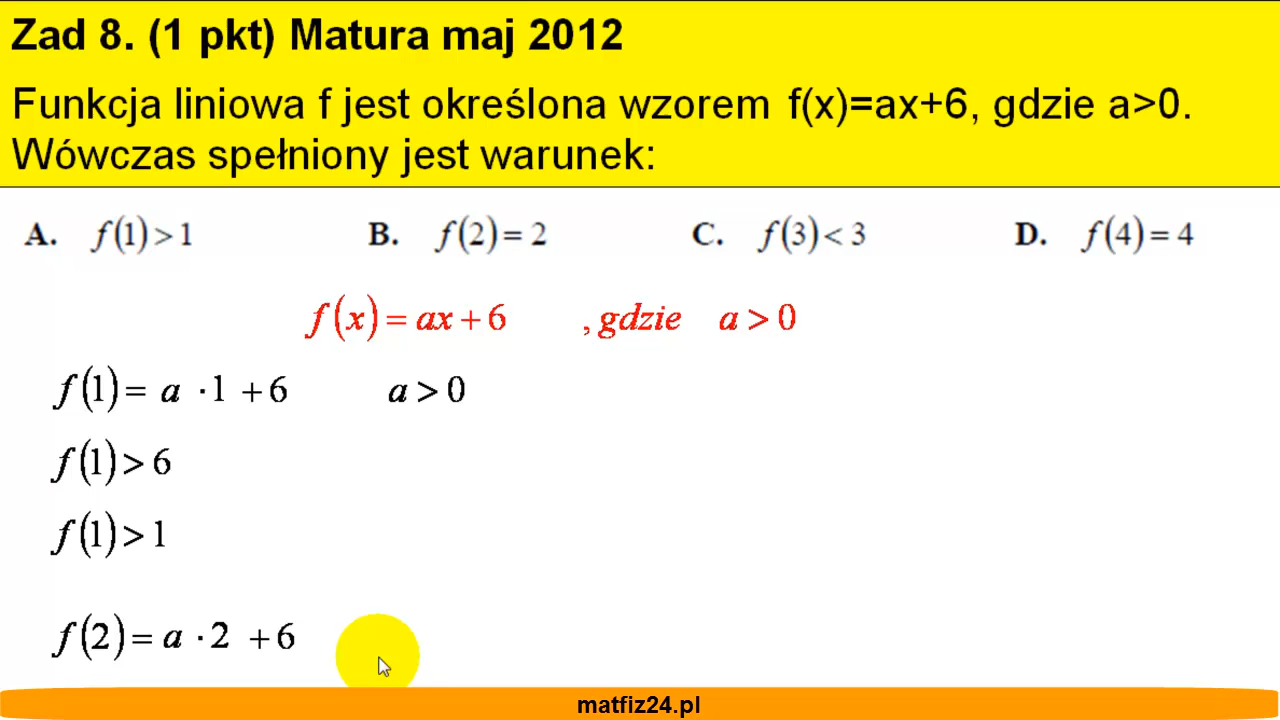 Zad 8. (1 pkt) Matura maj 2012
Funkcja liniowa f jest określona wzorem f(x)=ax+6, gdzie a>0.
Wówczas spełniony jest warunek:
A. f(1)>1 B. f(2)=2 C. f(3)<3 D. f(4)=4
f(x)=ax+6 , gdzie a>0
f(1)= a ·1 +6 a>0
f(1)>6
f(1)>1
f(2)= a ·2 +6
matfiz24.pl